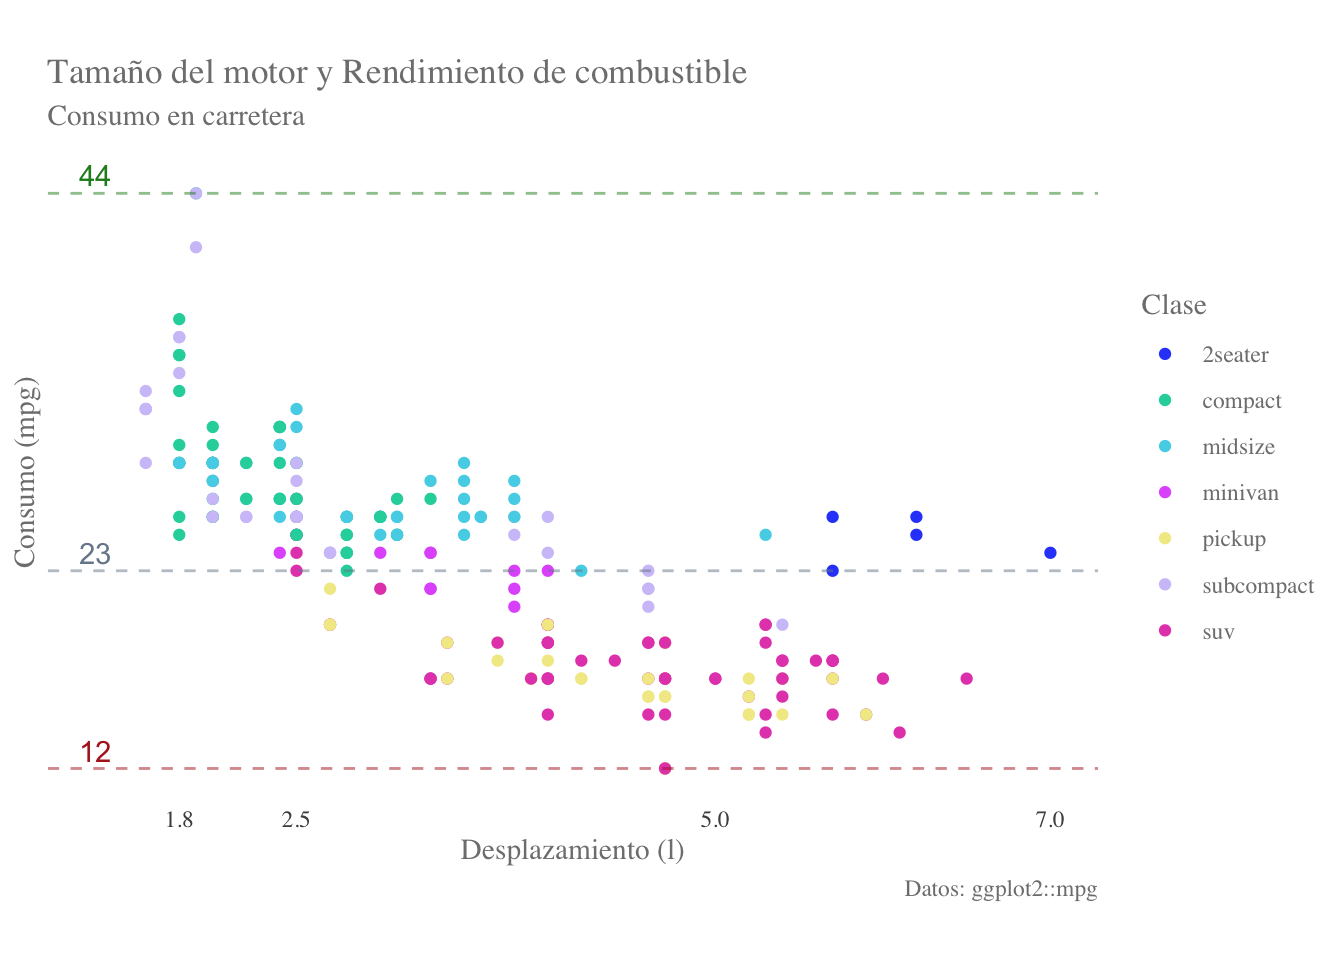 Tamaño del motor y Rendimiento de combustible
Consumo en carretera
44
23
12
Consumo (mpg)
1.8 2.5 5.0 7.0
Desplazamiento (l)
Clase
2seater
compact
midsize
minivan
pickup
subcompact
suv
Datos: ggplot2::mpg